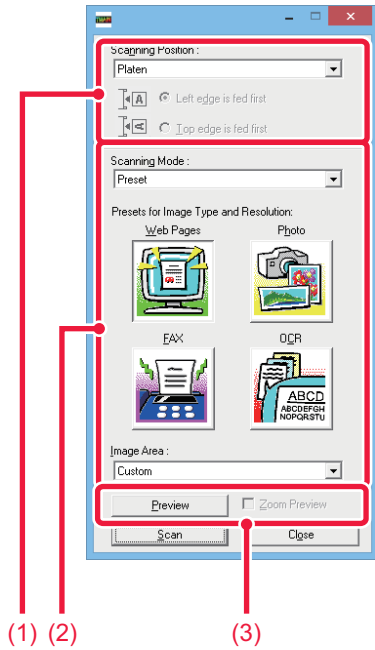 Scanning Position :
Platen
A
Left edge is fed first
A
Top edge is fed first
Scanning Mode :
Preset
Presets for Image Type and Resolution:
Web Pages Photo
FAX OCR
ABCD
ABCDEFGH
NOPQRSTU
Image Area :
Custom
Preview Zoom Preview
Scan Close
(1) (2) (3)